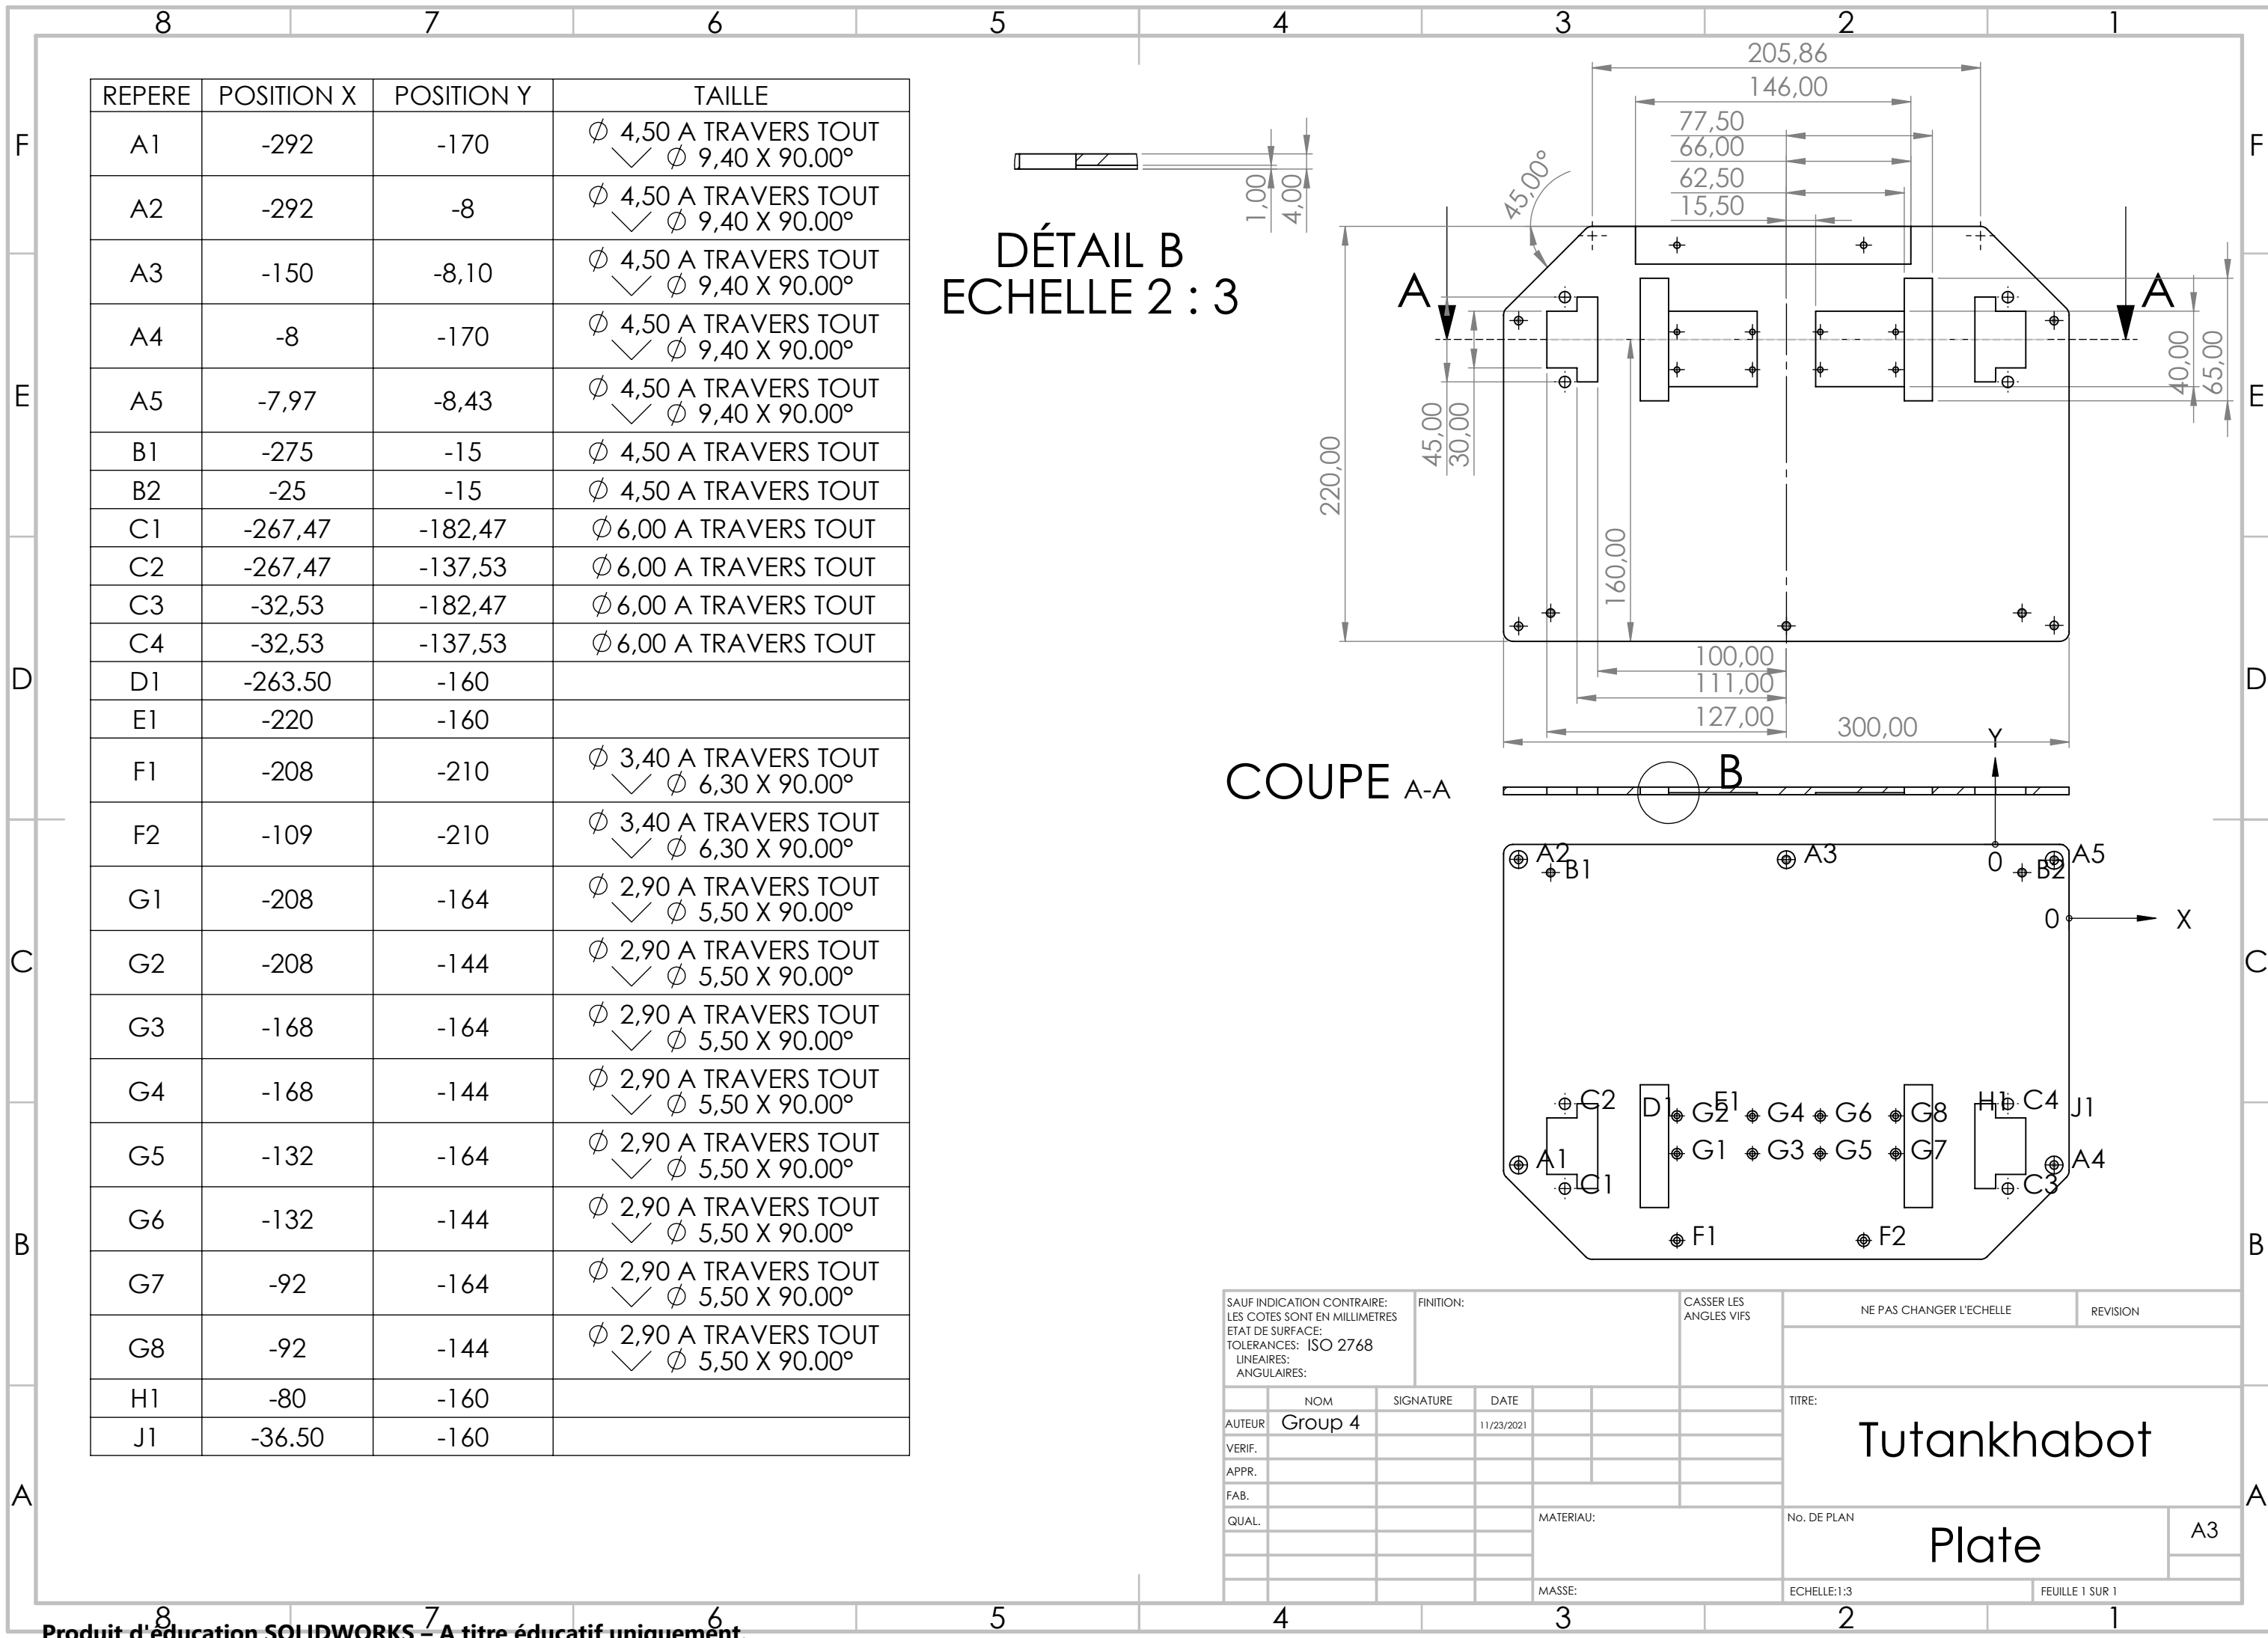 8 7 6 5 4 3 2 1
F
E
D
C
B
A
REPERE POSITION X POSITION Y TAILLE
A1 -292 -170 ∅ 4,50 A TRAVERS TOUT
∅ 9,40 X 90.00°
A2 -292 -8 ∅ 4,50 A TRAVERS TOUT
∅ 9,40 X 90.00°
A3 -150 -8,10 ∅ 4,50 A TRAVERS TOUT
∅ 9,40 X 90.00°
A4 -8 -170 ∅ 4,50 A TRAVERS TOUT
∅ 9,40 X 90.00°
A5 -7,97 -8,43 ∅ 4,50 A TRAVERS TOUT
∅ 9,40 X 90.00°
B1 -275 -15 ∅ 4,50 A TRAVERS TOUT
B2 -25 -15 ∅ 4,50 A TRAVERS TOUT
C1 -267,47 -182,47 ∅ 6,00 A TRAVERS TOUT
C2 -267,47 -137,53 ∅ 6,00 A TRAVERS TOUT
C3 -32,53 -182,47 ∅ 6,00 A TRAVERS TOUT
C4 -32,53 -137,53 ∅ 6,00 A TRAVERS TOUT
D1 -263.50 -160
E1 -220 -160
F1 -208 -210 ∅ 3,40 A TRAVERS TOUT
∅ 6,30 X 90.00°
F2 -109 -210 ∅ 3,40 A TRAVERS TOUT
∅ 6,30 X 90.00°
G1 -208 -164 ∅ 2,90 A TRAVERS TOUT
∅ 5,50 X 90.00°
G2 -208 -144 ∅ 2,90 A TRAVERS TOUT
∅ 5,50 X 90.00°
G3 -168 -164 ∅ 2,90 A TRAVERS TOUT
∅ 5,50 X 90.00°
G4 -168 -144 ∅ 2,90 A TRAVERS TOUT
∅ 5,50 X 90.00°
G5 -132 -164 ∅ 2,90 A TRAVERS TOUT
∅ 5,50 X 90.00°
G6 -132 -144 ∅ 2,90 A TRAVERS TOUT
∅ 5,50 X 90.00°
G7 -92 -164 ∅ 2,90 A TRAVERS TOUT
∅ 5,50 X 90.00°
G8 -92 -144 ∅ 2,90 A TRAVERS TOUT
∅ 5,50 X 90.00°
H1 -80 -160
J1 -36.50 -160
1,00
4,00
DÉTAIL B
ECHELLE 2 : 3
205,86
146,00
77,50
66,00
62,50
15,50
45,00°
A A
40,00
65,00
45,00
30,00
220,00
160,00
100,00
111,00
127,00
300,00
COUPE A-A
B
Y
A2 A3 0 A5
B1 B2
0 X
C2 D1 E1 H1 C4 J1
G2 G4 G6 G8
A1 G1 G3 G5 G7 A4
C1 C3
F1 F2
F
E
D
C
B
A
SAUF INDICATION CONTRAIRE:
LES COTES SONT EN MILLIMETRES
ETAT DE SURFACE:
TOLERANCES: ISO 2768
LINEAIRES:
ANGULAIRES:
FINITION:
CASSER LES
ANGLES VIFS
NE PAS CHANGER L'ECHELLE
REVISION
NOM SIGNATURE DATE
AUTEUR Group 4 11/23/2021
VERIF.
APPR.
FAB.
QUAL.
TITRE:
Tutankhabot
MATERIAU:
No. DE PLAN
Plate
A3
MASSE:
ECHELLE:1:3
FEUILLE 1 SUR 1
8 7 6 5 4 3 2 1
Produit d'éducation SOLIDWORKS – A titre éducatif uniquement.